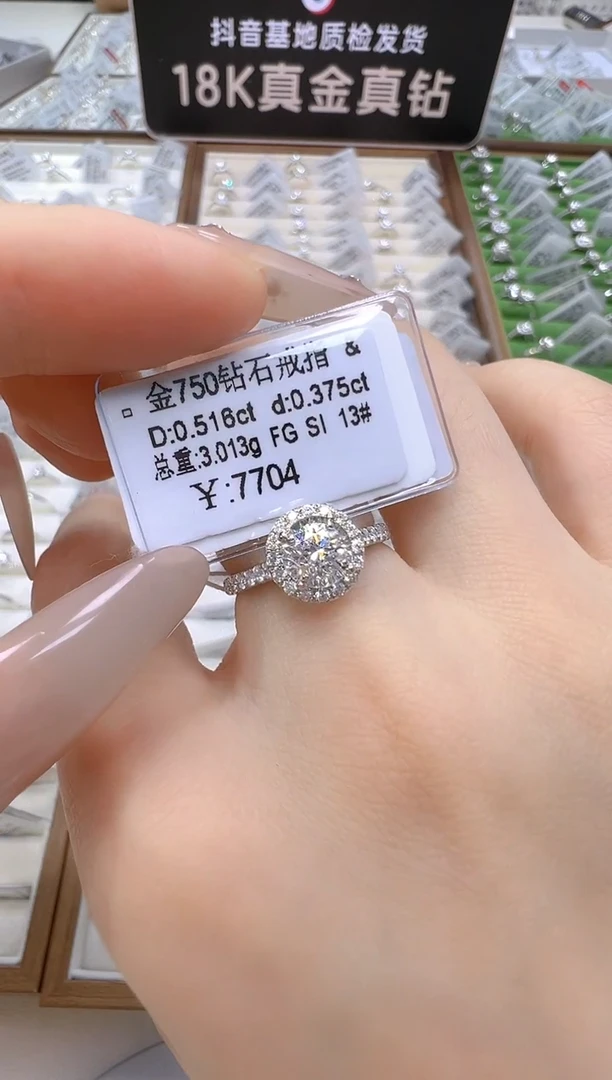 抖音基地质检发货
18K真金真钻
金750钻石戒指 &
D:0.516ct d:0.375ct
总重:3.013g FG SI 13#
¥:7704